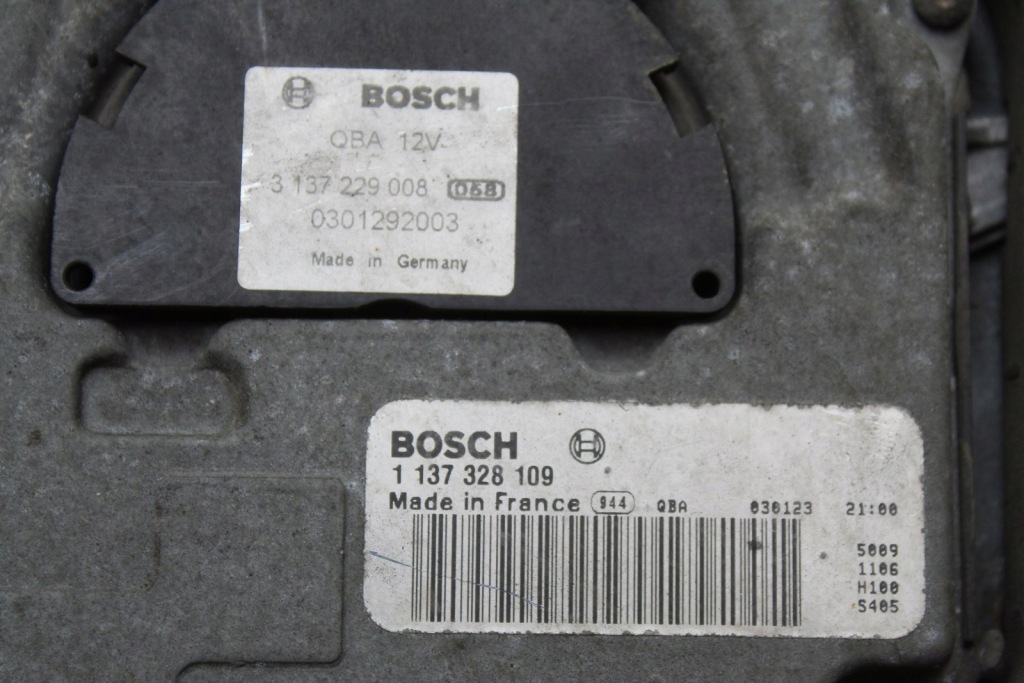 BOSCH
QBA 12V
3 137 229 008 058
0301292003
Made in Germany
BOSCH
1 137 328 109
Made in France 944 QBA 030123 21:00
5009
1106
H100
S405